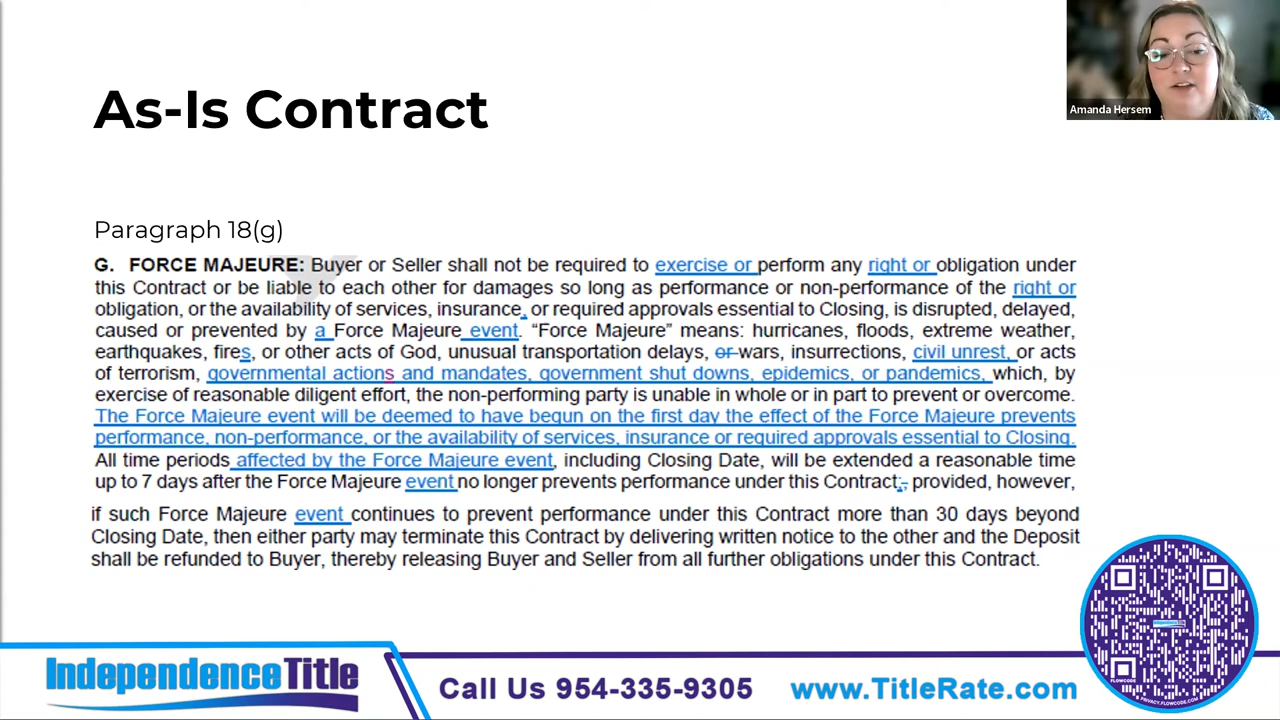 As-Is Contract
Amanda Hersem
Paragraph 18(g)
G. FORCE MAJEURE: Buyer or Seller shall not be required to exercise or perform any right or obligation under
this Contract or be liable to each other for damages so long as performance or non-performance of the right or
obligation, or the availability of services, insurance, or required approvals essential to Closing, is disrupted, delayed,
caused or prevented by a Force Majeure event. “Force Majeure” means: hurricanes, floods, extreme weather,
earthquakes, fires, or other acts of God, unusual transportation delays, or wars, insurrections, civil unrest, or acts
of terrorism, governmental actions and mandates, government shut downs, epidemics, or pandemics, which, by
exercise of reasonable diligent effort, the non-performing party is unable in whole or in part to prevent or overcome.
The Force Majeure event will be deemed to have begun on the first day the effect of the Force Majeure prevents
performance, non-performance, or the availability of services, insurance or required approvals essential to Closing.
All time periods affected by the Force Majeure event, including Closing Date, will be extended a reasonable time
up to 7 days after the Force Majeure event no longer prevents performance under this Contract;, provided, however,
if such Force Majeure event continues to prevent performance under this Contract more than 30 days beyond
Closing Date, then either party may terminate this Contract by delivering written notice to the other and the Deposit
shall be refunded to Buyer, thereby releasing Buyer and Seller from all further obligations under this Contract.
IndependenceTitle
Call Us 954-335-9305
www.TitleRate.com
IndependenceTitle
FLOWCODE
PRIVACY.FLOWCODE.COM